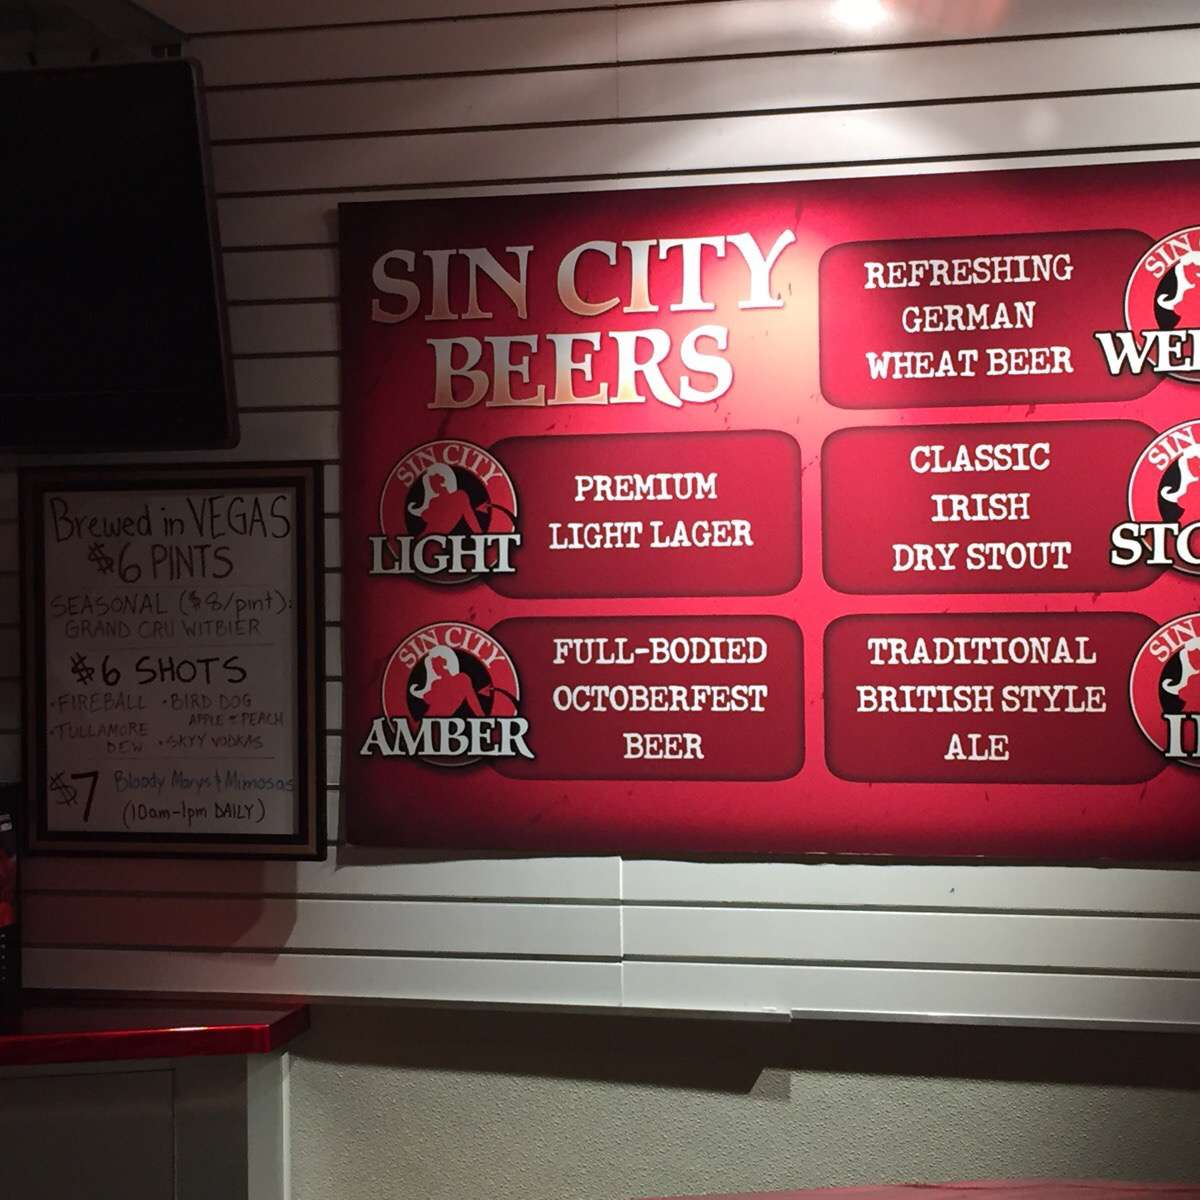 Brewed in VEGAS
$6 PINTS
SEASONAL ($8/pint):
GRAND CRU WITBIER
$6 SHOTS
• FIREBALL • BIRD DOG
APPLE & PEACH
• TULLAMORE
DEW • SKYY VODKAS
$7 Bloody Marys & Mimosas
(10am-1pm DAILY)
SIN CITY
BEERS
SIN CITY
LIGHT
PREMIUM
LIGHT LAGER
SIN CITY
AMBER
FULL-BODIED
OCTOBERFEST
BEER
REFRESHING
GERMAN
WHEAT BEER
SIN
CLASSIC
IRISH
DRY STOUT
SIN
TRADITIONAL
BRITISH STYLE
ALE
SIN